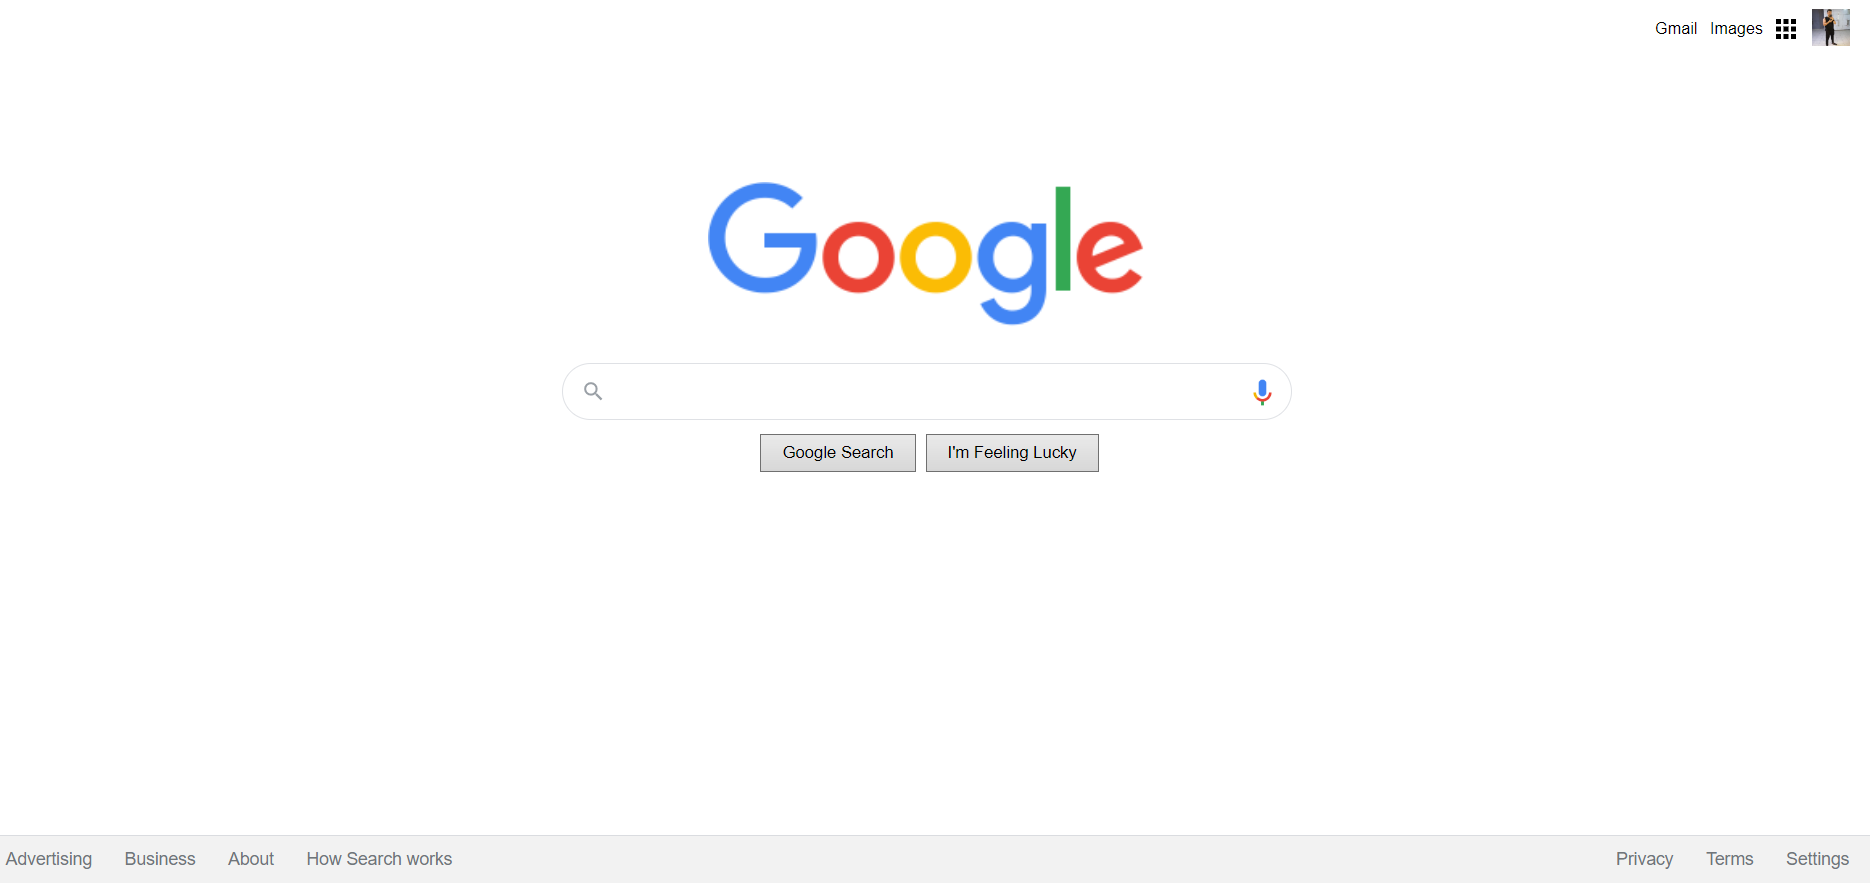 Gmail Images
Google
Google Search I'm Feeling Lucky
Advertising Business About How Search works Privacy Terms Settings